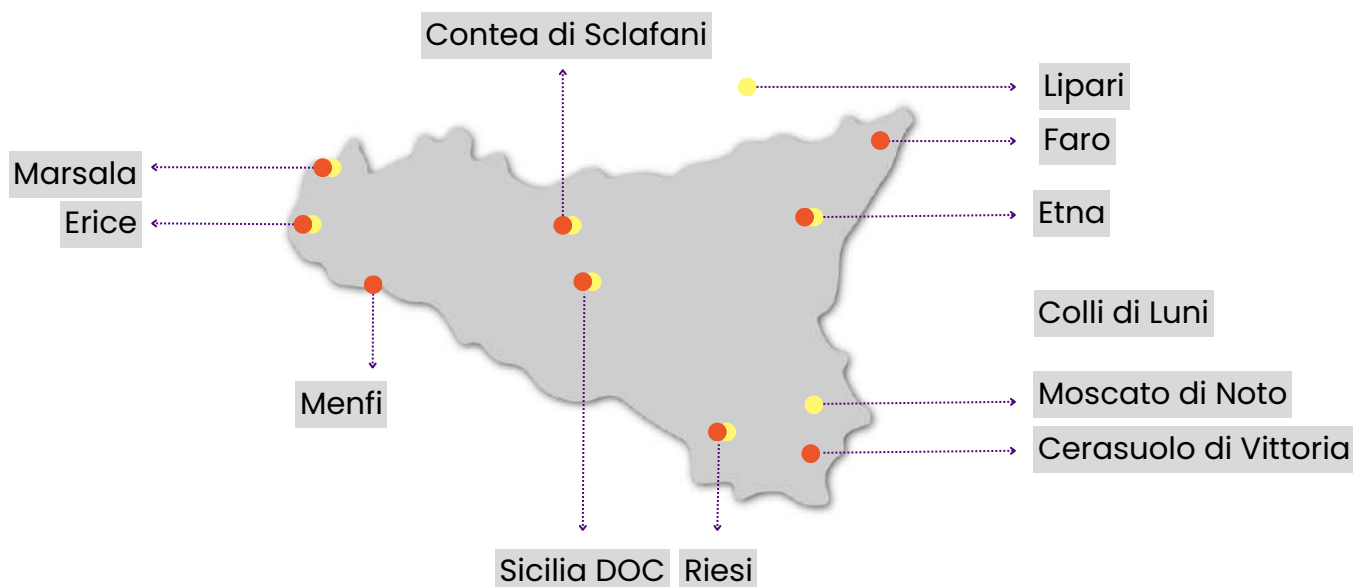 Contea di Sclafani
Lipari
Faro
Marsala
Erice
Etna
Colli di Luni
Menfi
Moscato di Noto
Cerasuolo di Vittoria
Sicilia DOC
Riesi